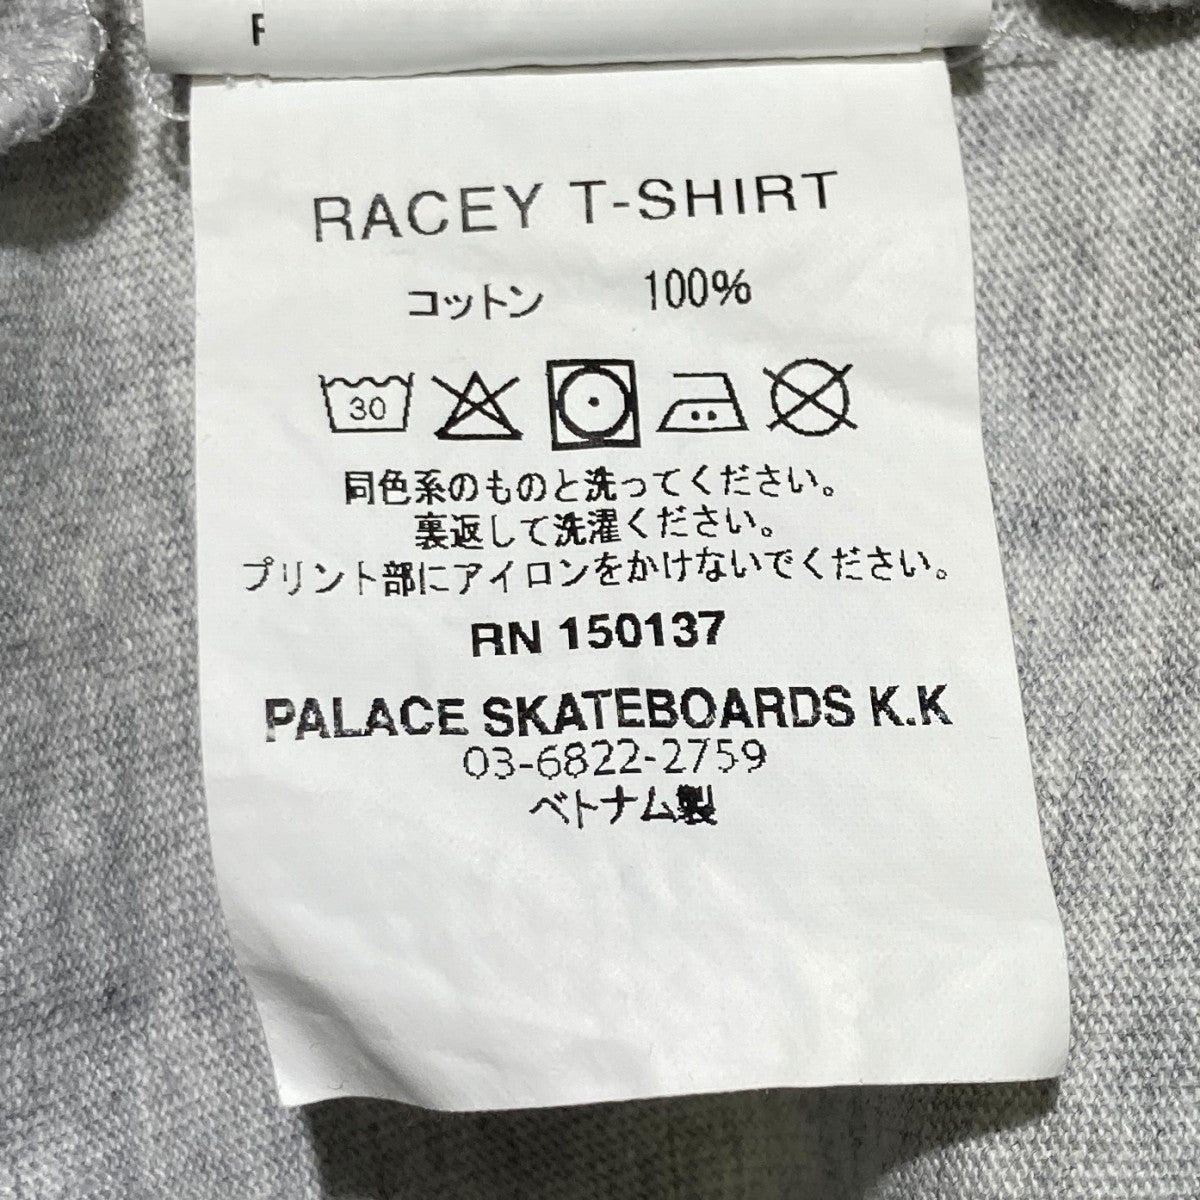 F
RACEY T-SHIRT
コットン 100%
30
同色系のものと洗ってください。
裏返して洗濯ください。
プリント部にアイロンをかけないでください。
RN 150137
PALACE SKATEBOARDS K.K
03-6822-2759
ベトナム製